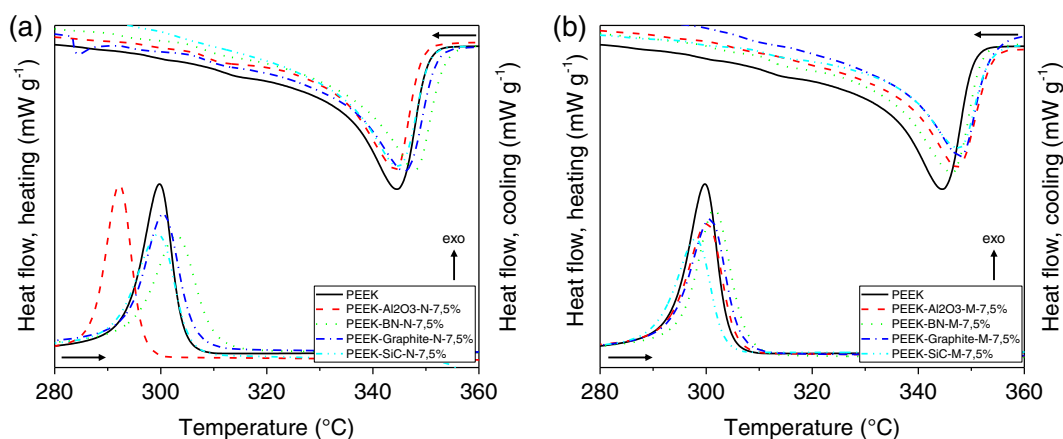 (a)
Heat flow, heating (mW g-1)
Heat flow, cooling (mW g-1)
exo
PEEK
PEEK-Al2O3-N-7,5%
PEEK-BN-N-7,5%
PEEK-Graphite-N-7,5%
PEEK-SiC-N-7,5%
280 300 320 340 360
Temperature (°C)
(b)
Heat flow, heating (mW g-1)
Heat flow, cooling (mW g-1)
exo
PEEK
PEEK-Al2O3-M-7,5%
PEEK-BN-M-7,5%
PEEK-Graphite-M-7,5%
PEEK-SiC-M-7,5%
280 300 320 340 360
Temperature (°C)